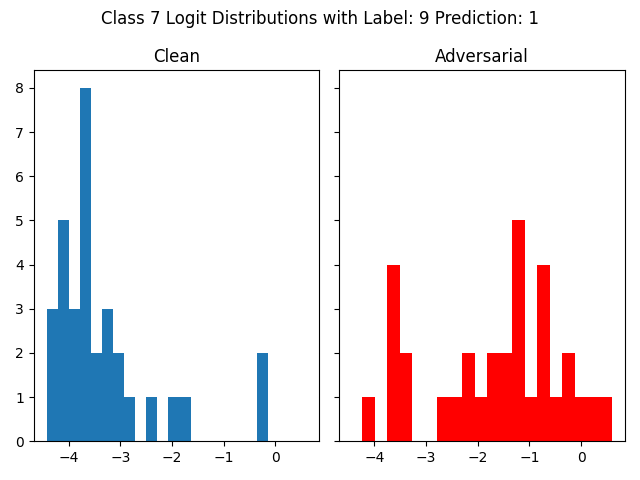 Class 7 Logit Distributions with Label: 9 Prediction: 1
Clean
Adversarial
8
7
6
5
4
3
2
1
0
−4 −3 −2 −1 0
−4 −3 −2 −1 0